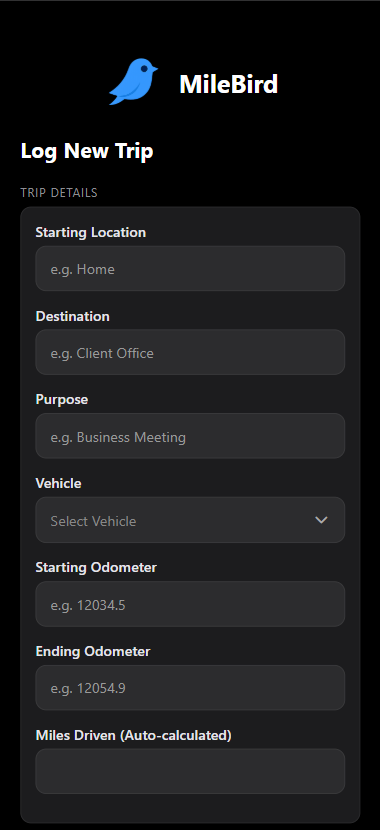 MileBird
Log New Trip
TRIP DETAILS
Starting Location
e.g. Home
Destination
e.g. Client Office
Purpose
e.g. Business Meeting
Vehicle
Select Vehicle
Starting Odometer
e.g. 12034.5
Ending Odometer
e.g. 12054.9
Miles Driven (Auto-calculated)